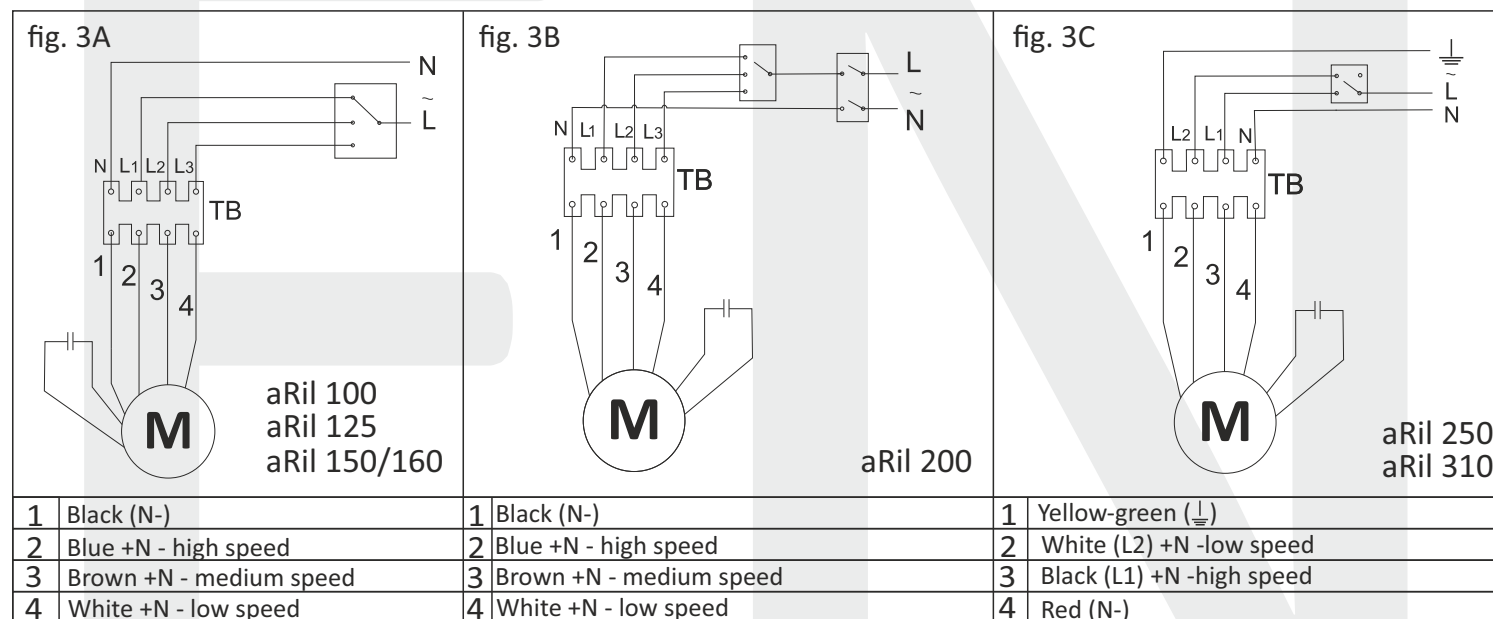 fig. 3A
N
~
L
N L1 L2 L3
TB
1 2 3 4
M
aRil 100
aRil 125
aRil 150/160
1 Black (N-)
2 Blue +N - high speed
3 Brown +N - medium speed
4 White +N - low speed
fig. 3B
L
~
N
N L1 L2 L3
TB
1 2 3 4
M
aRil 200
1 Black (N-)
2 Blue +N - high speed
3 Brown +N - medium speed
4 White +N - low speed
fig. 3C
~
L
N
L2 L1 N
TB
1 2 3 4
M
aRil 250
aRil 310
1 Yellow-green (⏚)
2 White (L2) +N -low speed
3 Black (L1) +N -high speed
4 Red (N-)